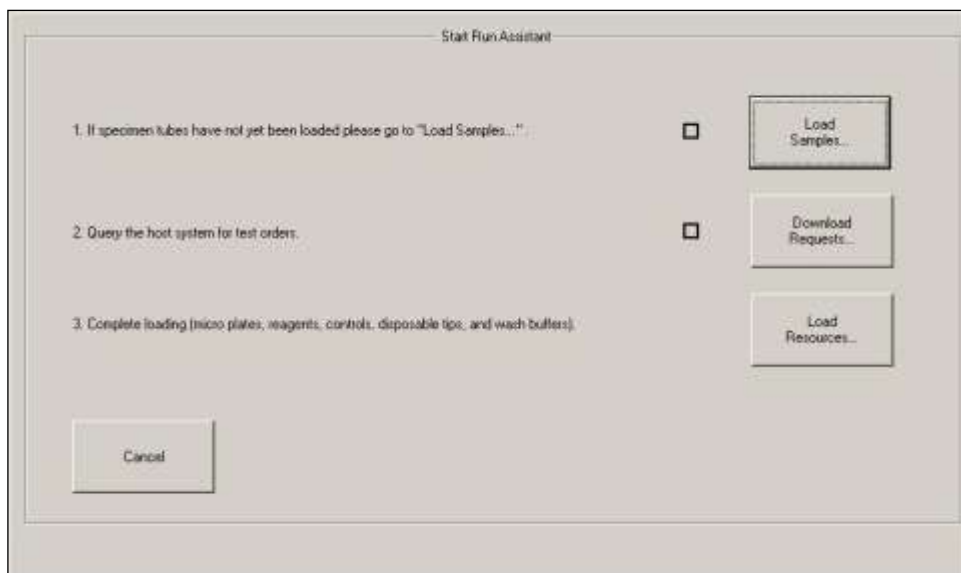 Start Run Assistant
1. If specimen tubes have not yet been loaded please go to "Load Samples...".
Load
Samples...
2. Query the host system for test orders.
Download
Requests...
3. Complete loading (micro plates, reagents, controls, disposable tips, and wash buffers).
Load
Resources...
Cancel